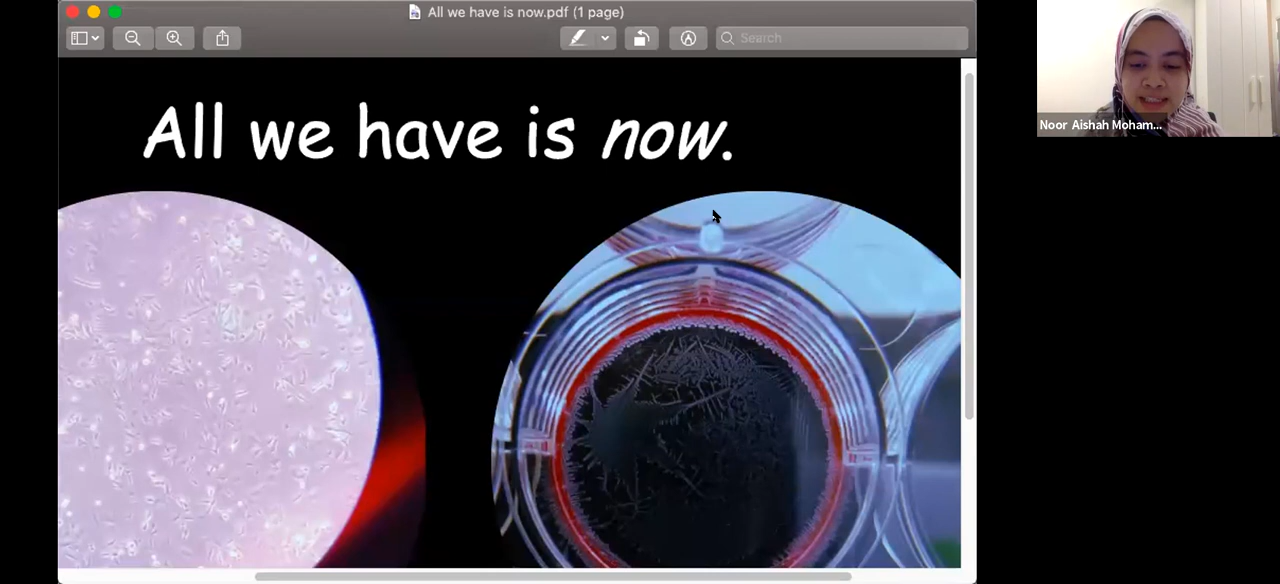 All we have is now.pdf (1 page)
Search
All we have is now.
Noor Aishah Moham...